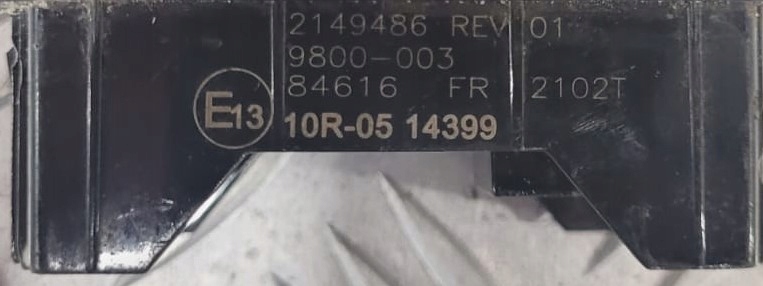 2149486 REV 01
9800-003
84616 FR 2102T
E13 10R-05 14399